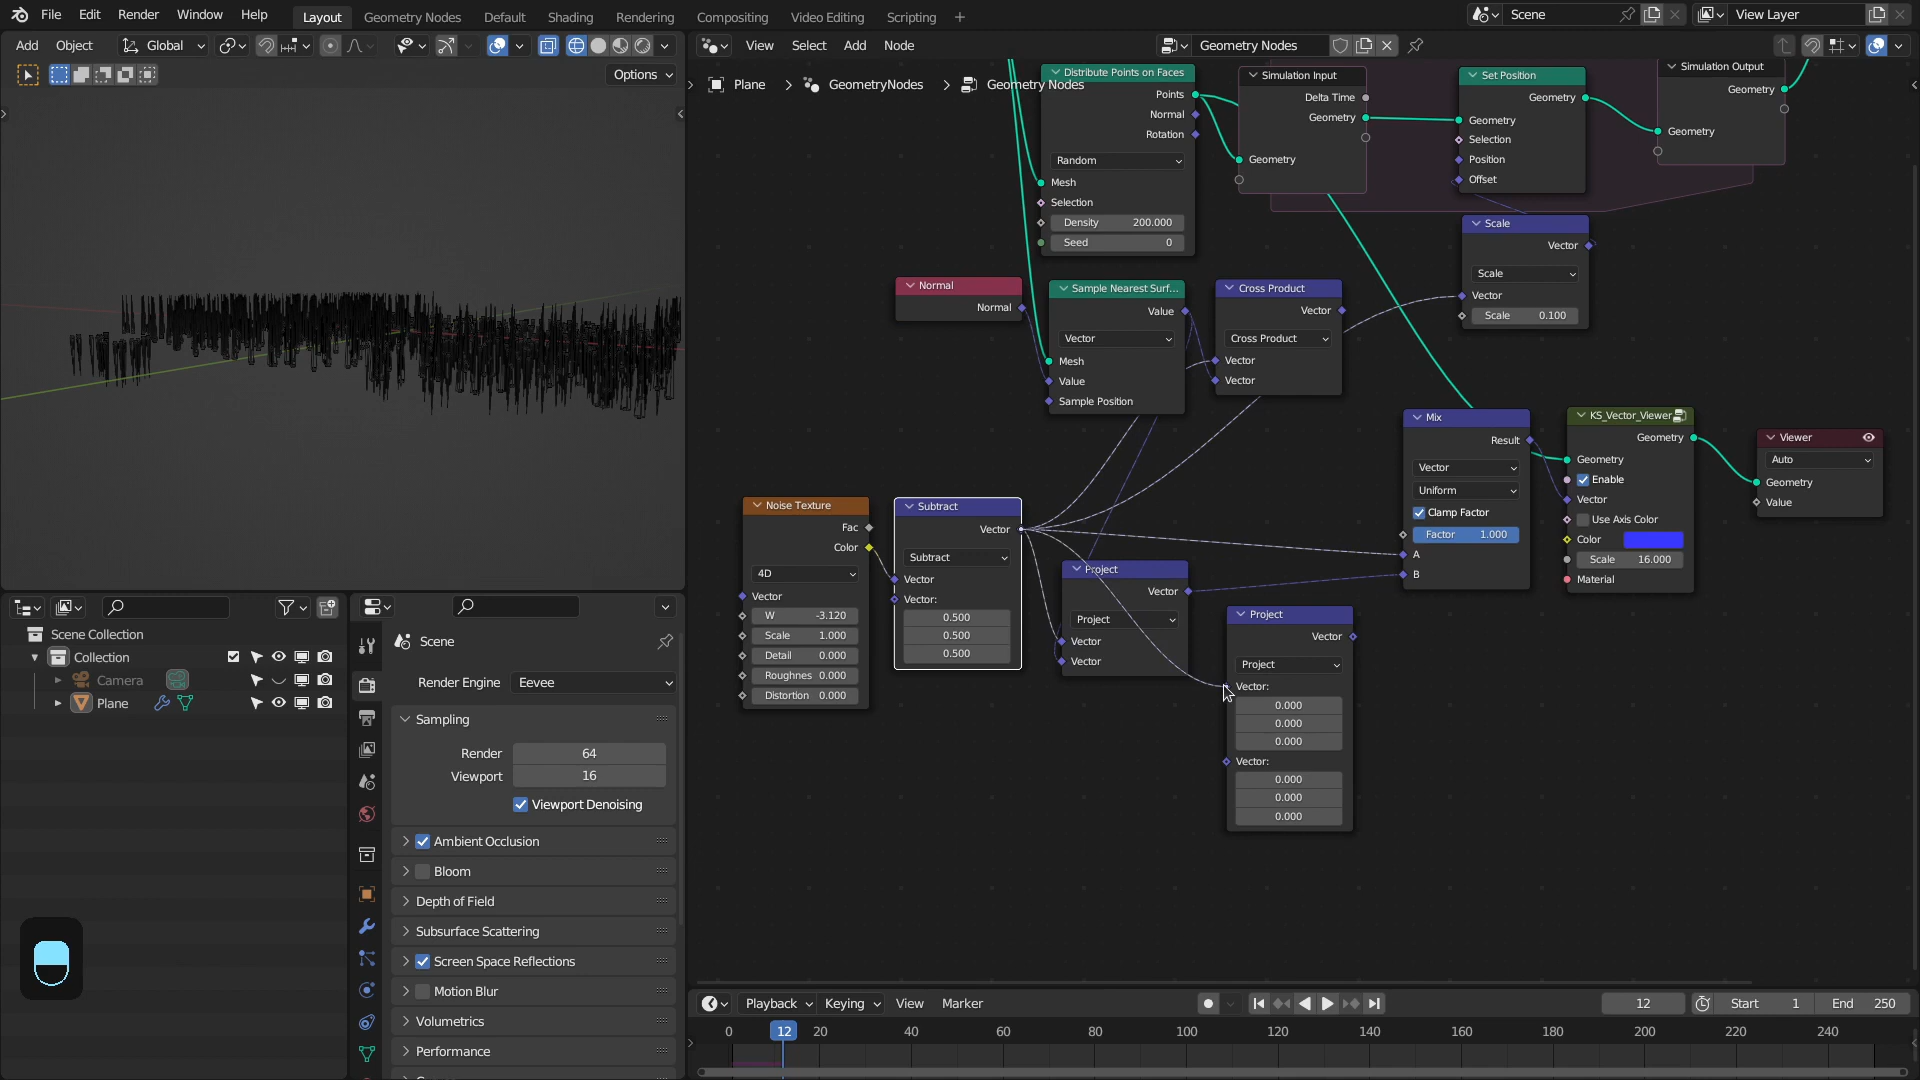 File Edit Render Window Help Layout Geometry Nodes Default Shading Rendering Compositing Video Editing Scripting + Scene View Layer
Add Object Global
Options
View Select Add Node Geometry Nodes
Plane > GeometryNodes > Geometry Nodes
Distribute Points on Faces
Points
Normal
Rotation
Random
Mesh
Selection
Density 200.000
Seed 0
Simulation Input
Delta Time
Geometry
Geometry
Set Position
Geometry
Geometry
Selection
Position
Offset
Simulation Output
Geometry
Geometry
Scale
Vector
Scale
Vector
Scale 0.100
Normal
Normal
Sample Nearest Surf...
Value
Vector
Mesh
Value
Sample Position
Cross Product
Vector
Cross Product
Vector
Vector
Mix
Result
Vector
Uniform
Clamp Factor
Factor 1.000
A
B
KS_Vector_Viewer
Geometry
Geometry
Enable
Vector
Use Axis Color
Color
Scale 16.000
Material
Viewer
Auto
Geometry
Value
Noise Texture
Fac
Color
4D
Vector
W -3.120
Scale 1.000
Detail 0.000
Roughnes 0.000
Distortion 0.000
Subtract
Vector
Subtract
Vector
Vector:
0.500
0.500
0.500
Project
Vector
Project
Vector
Vector
Project
Vector
Project
Vector:
0.000
0.000
0.000
Vector:
0.000
0.000
0.000
Scene Collection
Collection
Camera
Plane
Scene
Render Engine Eevee
Sampling
Render 64
Viewport 16
Viewport Denoising
Ambient Occlusion
Bloom
Depth of Field
Subsurface Scattering
Screen Space Reflections
Motion Blur
Volumetrics
Performance
Playback Keying View Marker 12 Start 1 End 250
0 12 20 40 60 80 100 120 140 160 180 200 220 240